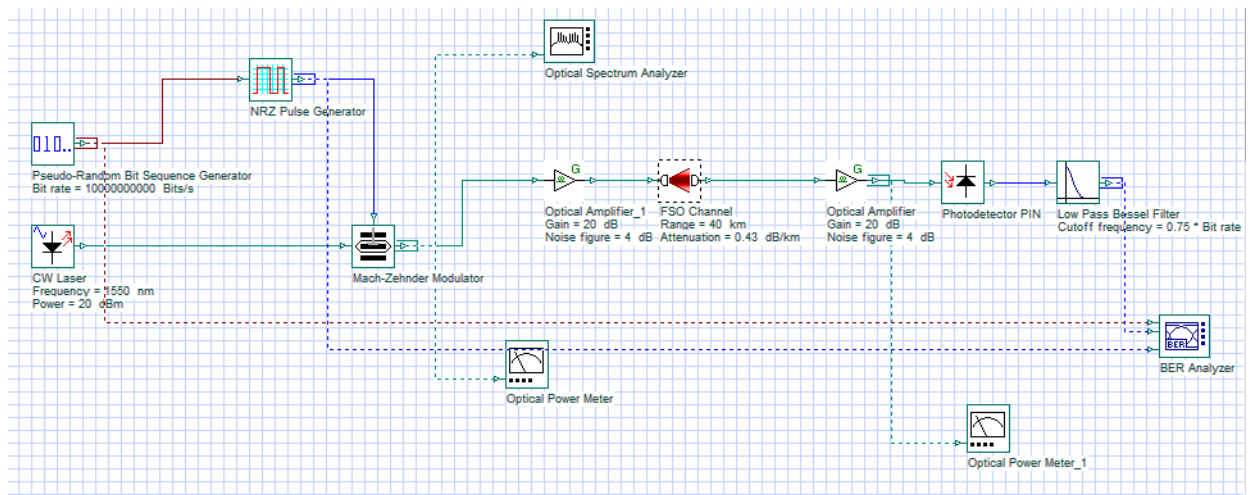 Optical Spectrum Analyzer
NRZ Pulse Generator
010..
Pseudo-Random Bit Sequence Generator
Bit rate = 10000000000 Bits/s
G
Optical Amplifier_1
Gain = 20 dB
Noise figure = 4 dB
FSO Channel
Range = 40 km
Attenuation = 0.43 dB/km
G
Optical Amplifier
Gain = 20 dB
Noise figure = 4 dB
Photodetector PIN
Low Pass Bessel Filter
Cutoff frequency = 0.75 * Bit rate
CW Laser
Frequency = 1550 nm
Power = 20 dBm
Mach-Zehnder Modulator
BER
BER Analyzer
Optical Power Meter
Optical Power Meter_1